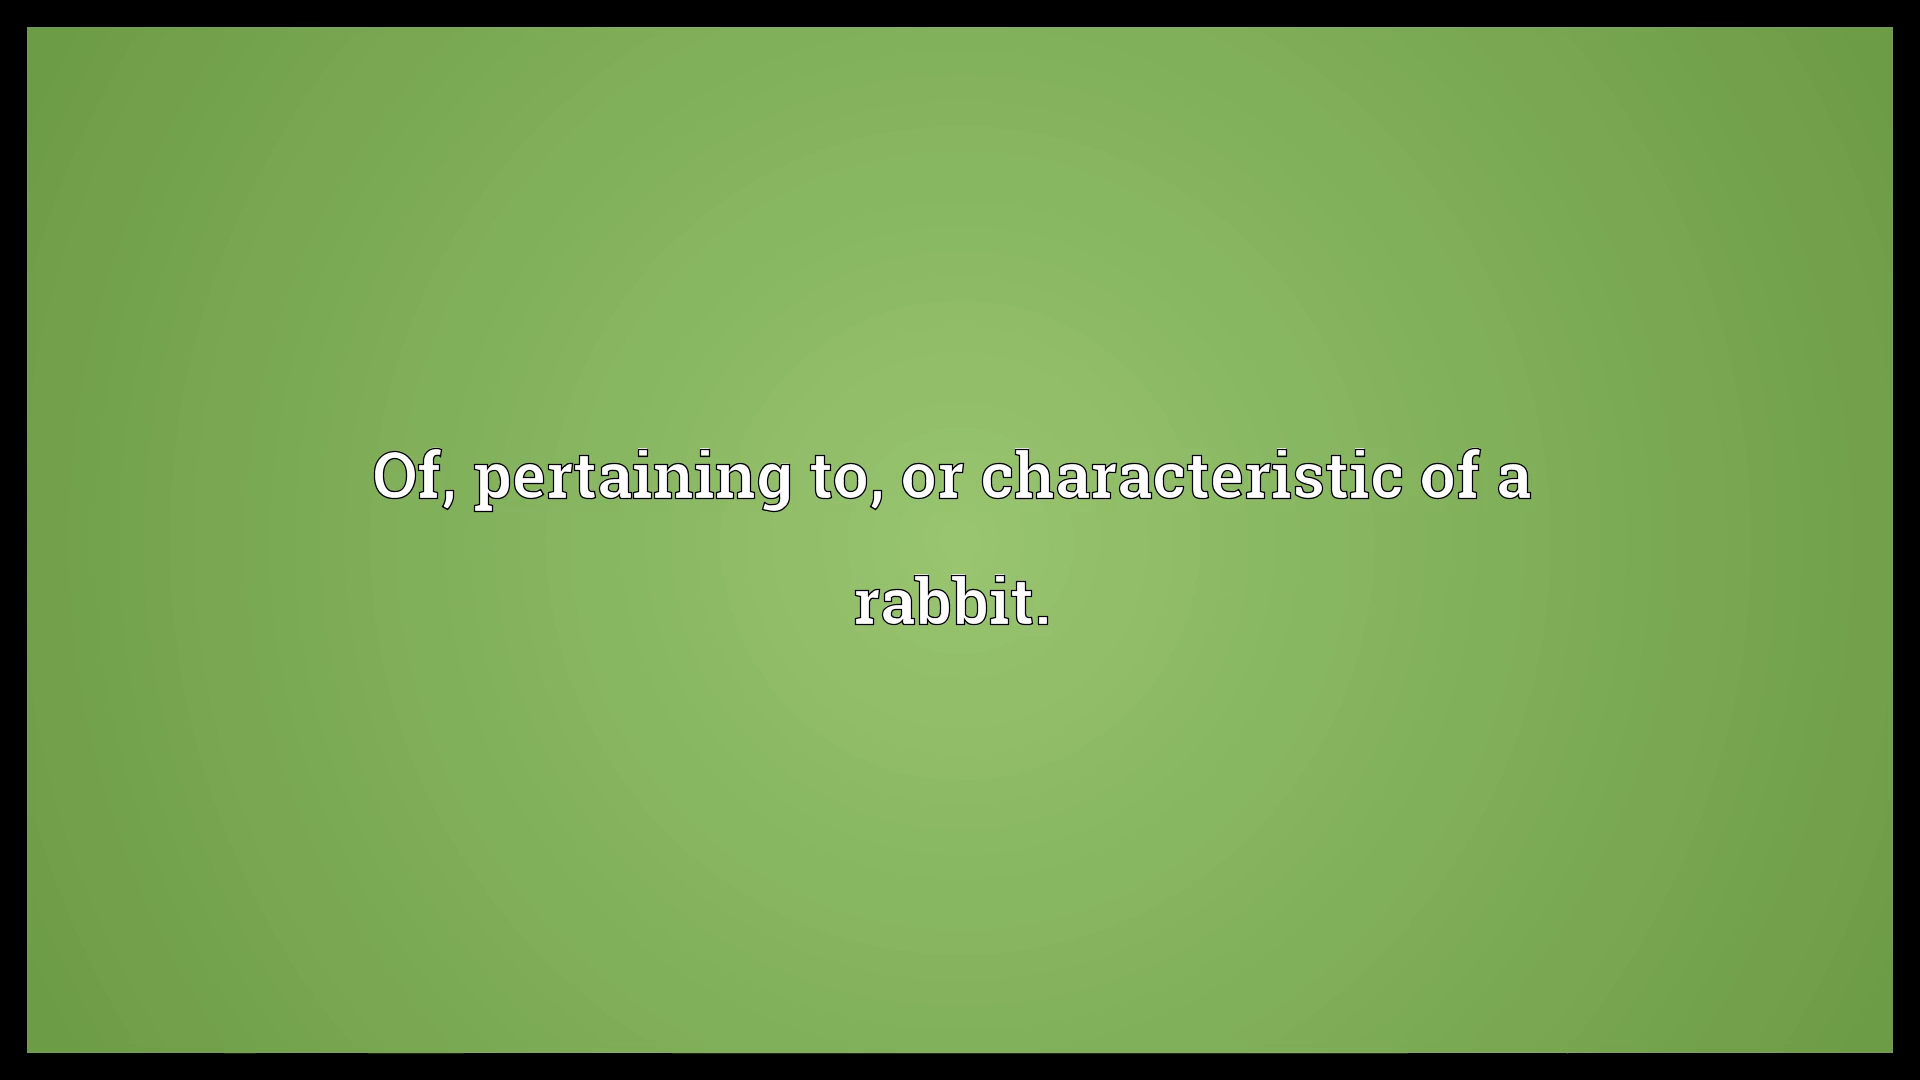 Of, pertaining to, or characteristic of a
rabbit.